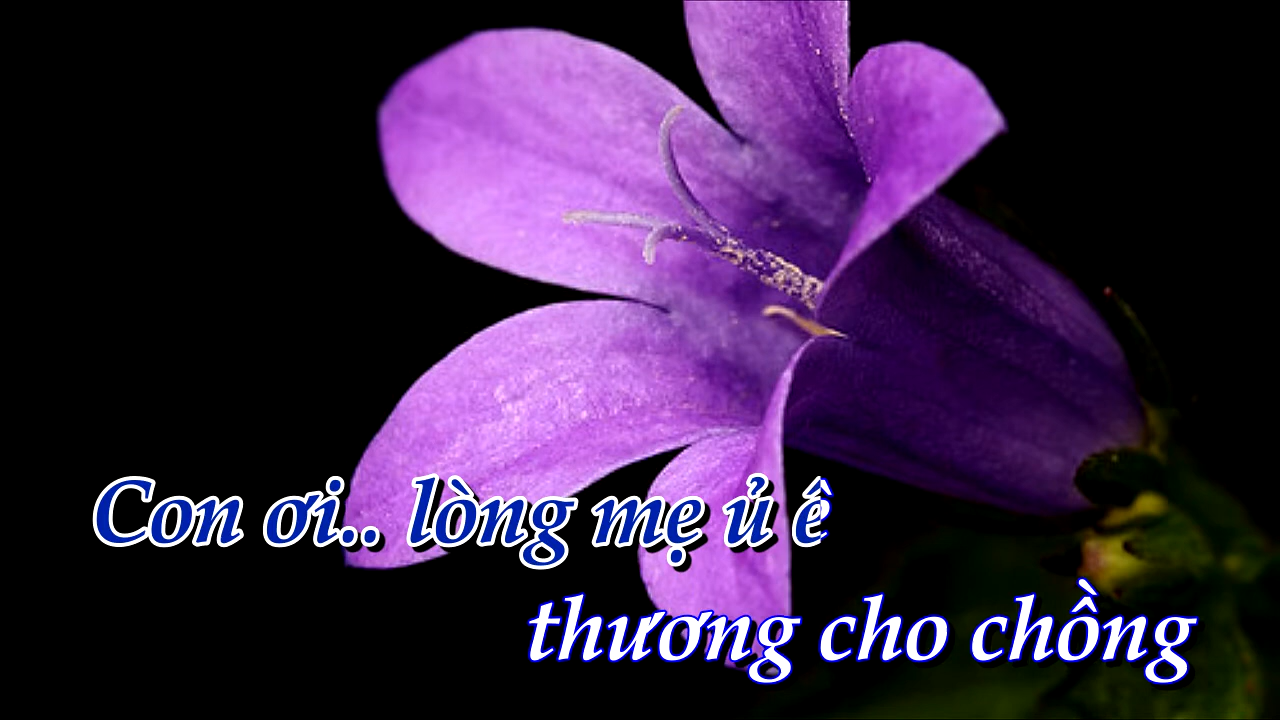 Con ơi.. lòng mẹ ủ ê
thương cho chồng